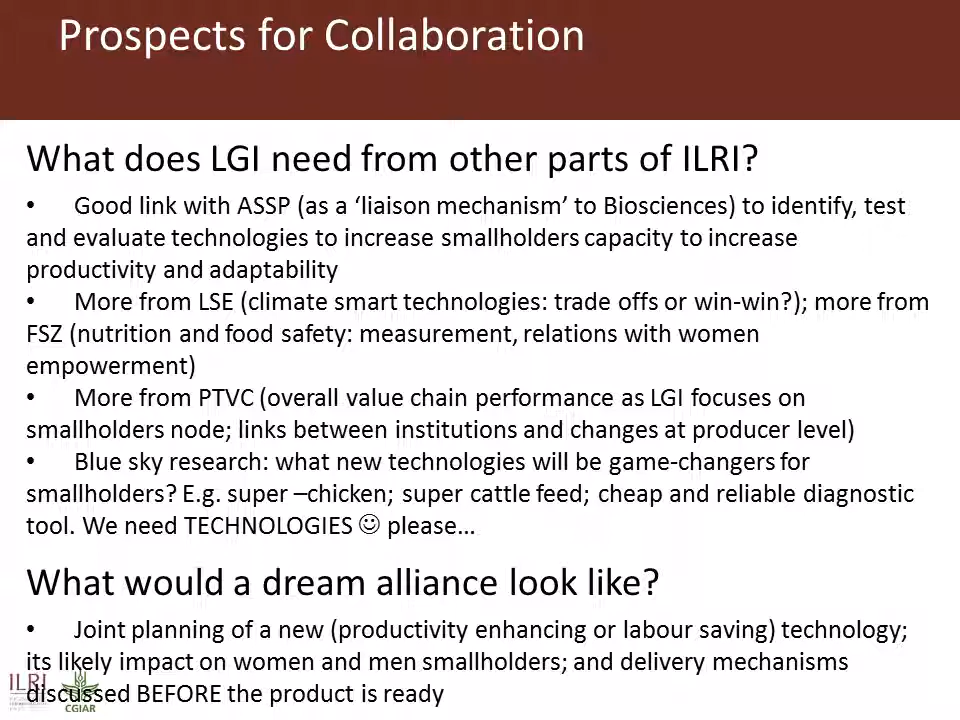 Prospects for Collaboration
What does LGI need from other parts of ILRI?
• Good link with ASSP (as a ‘liaison mechanism’ to Biosciences) to identify, test
and evaluate technologies to increase smallholders capacity to increase
productivity and adaptability
• More from LSE (climate smart technologies: trade offs or win-win?); more from
FSZ (nutrition and food safety: measurement, relations with women
empowerment)
• More from PTVC (overall value chain performance as LGI focuses on
smallholders node; links between institutions and changes at producer level)
• Blue sky research: what new technologies will be game-changers for
smallholders? E.g. super –chicken; super cattle feed; cheap and reliable diagnostic
tool. We need TECHNOLOGIES ☺ please...
What would a dream alliance look like?
• Joint planning of a new (productivity enhancing or labour saving) technology;
its likely impact on women and men smallholders; and delivery mechanisms
discussed BEFORE the product is ready
ILRI
CGIAR